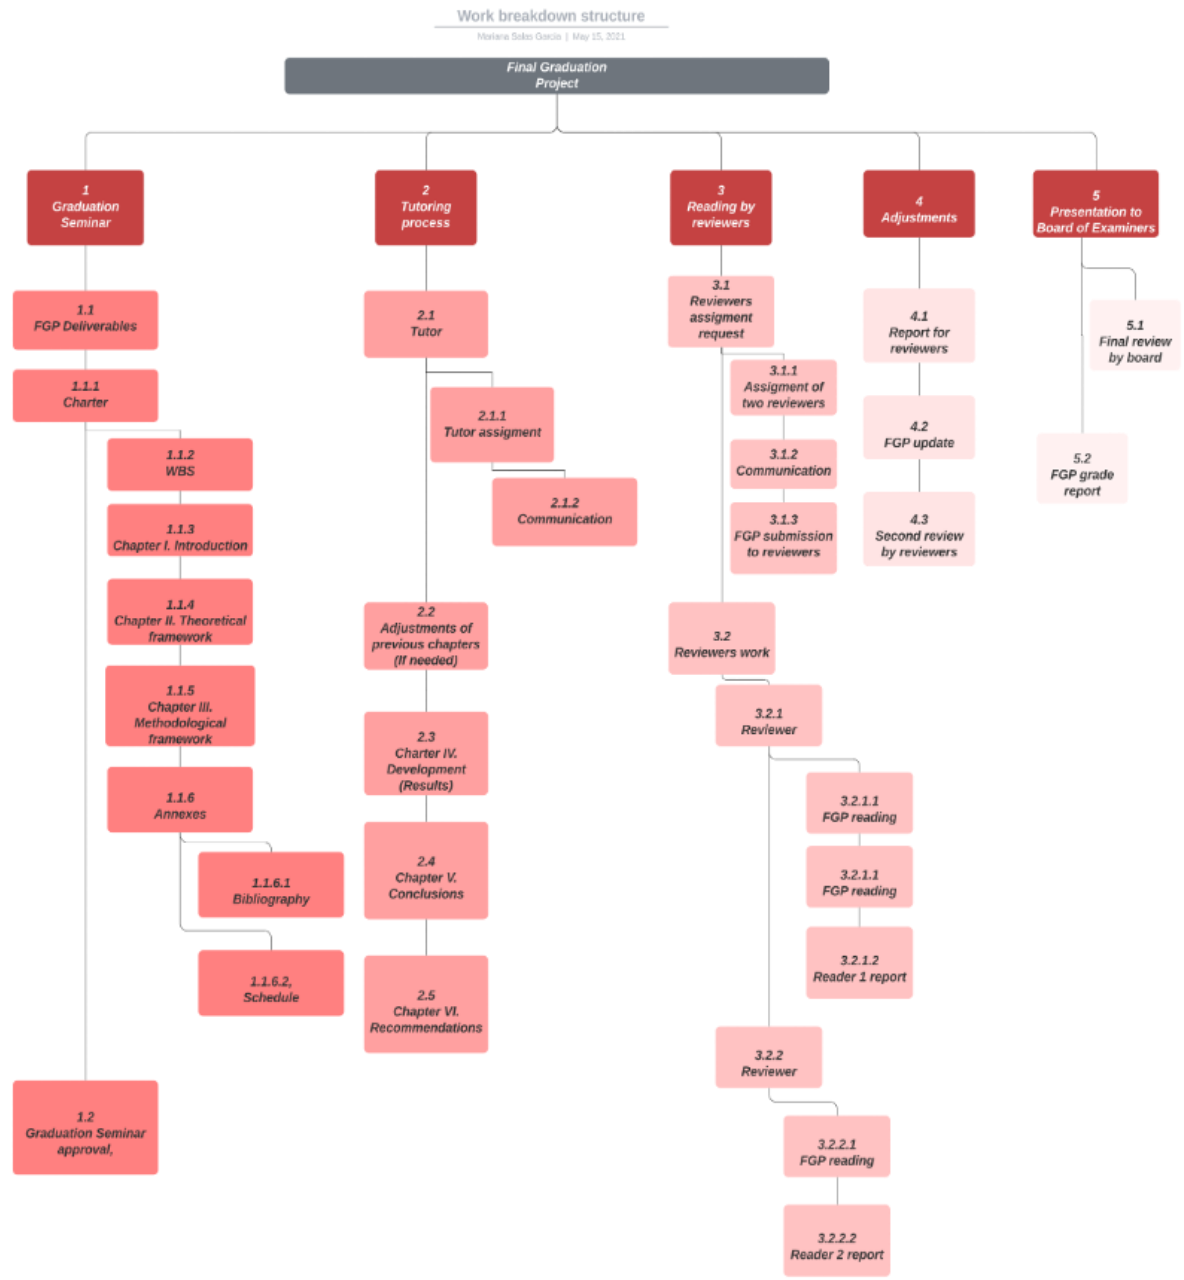 Work breakdown structure
Mariana Salas Garcia | May 15, 2021
Final Graduation
Project
1
Graduation
Seminar
1.1
FGP Deliverables
1.1.1
Charter
1.1.2
WBS
1.1.3
Chapter I. Introduction
1.1.4
Chapter II. Theoretical
framework
1.1.5
Chapter III.
Methodological
framework
1.1.6
Annexes
1.1.6.1
Bibliography
1.1.6.2,
Schedule
1.2
Graduation Seminar
approval,
2
Tutoring
process
2.1
Tutor
2.1.1
Tutor assigment
2.1.2
Communication
2.2
Adjustments of
previous chapters
(If needed)
2.3
Charter IV.
Development
(Results)
2.4
Chapter V.
Conclusions
2.5
Chapter VI.
Recommendations
3
Reading by
reviewers
3.1
Reviewers
assigment
request
3.1.1
Assigment of
two reviewers
3.1.2
Communication
3.1.3
FGP submission
to reviewers
3.2
Reviewers work
3.2.1
Reviewer
3.2.1.1
FGP reading
3.2.1.1
FGP reading
3.2.1.2
Reader 1 report
3.2.2
Reviewer
3.2.2.1
FGP reading
3.2.2.2
Reader 2 report
4
Adjustments
4.1
Report for
reviewers
4.2
FGP update
4.3
Second review
by reviewers
5
Presentation to
Board of Examiners
5.1
Final review
by board
5.2
FGP grade
report